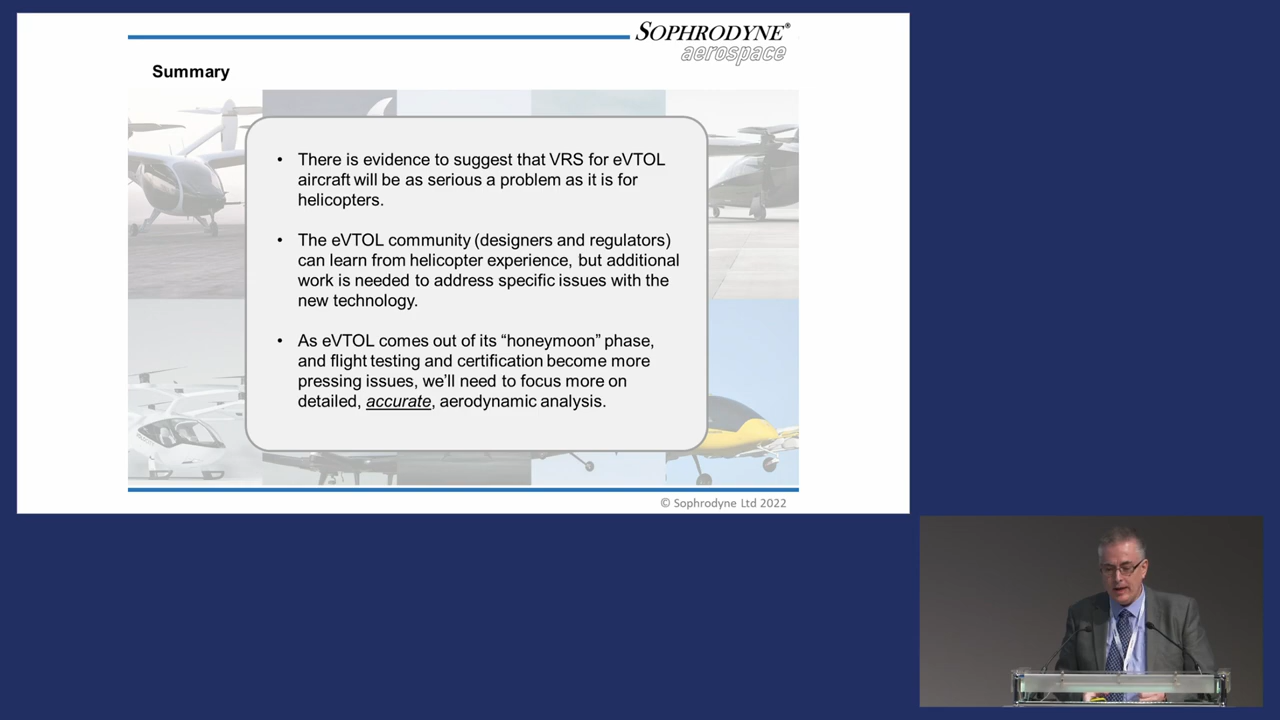 SOPHRODYNE®
aerospace
Summary
• There is evidence to suggest that VRS for eVTOL
aircraft will be as serious a problem as it is for
helicopters.
• The eVTOL community (designers and regulators)
can learn from helicopter experience, but additional
work is needed to address specific issues with the
new technology.
• As eVTOL comes out of its “honeymoon” phase,
and flight testing and certification become more
pressing issues, we’ll need to focus more on
detailed, accurate, aerodynamic analysis.
© Sophrodyne Ltd 2022